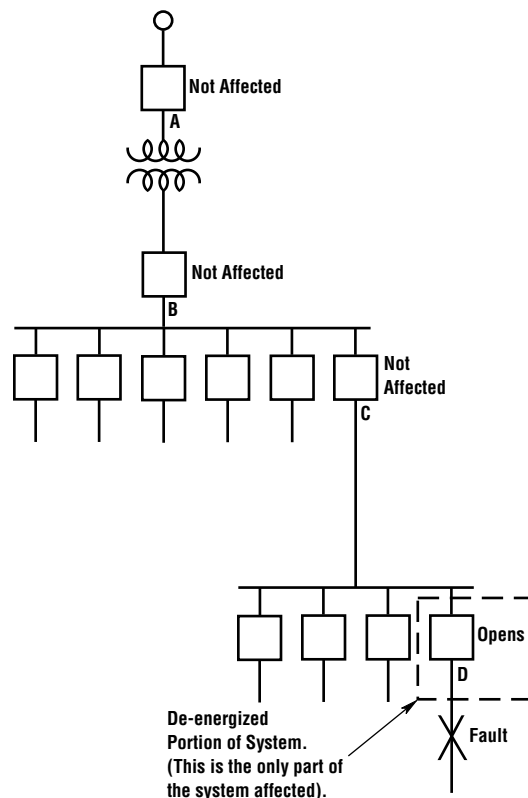 Not Affected
A
Not Affected
B
Not
Affected
C
Opens
D
De-energized
Portion of System.
(This is the only part of
the system affected).
Fault